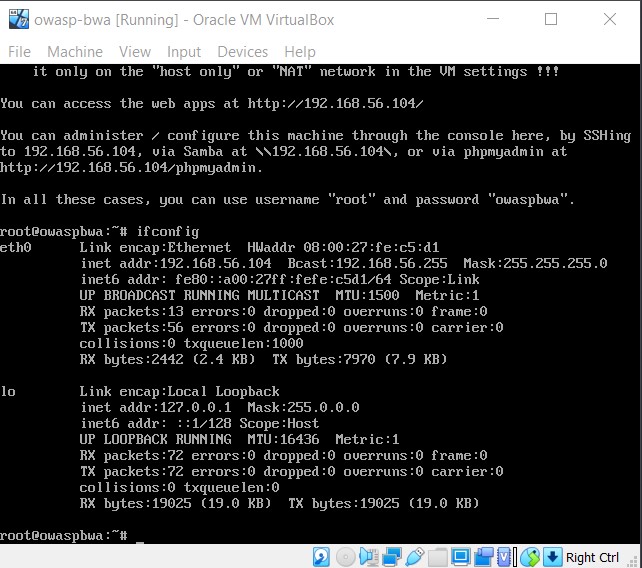 owasp-bwa [Running] - Oracle VM VirtualBox
File Machine View Input Devices Help
it only on the "host only" or "NAT" network in the VM settings !!!
You can access the web apps at http://192.168.56.104/
You can administer / configure this machine through the console here, by SSHing
to 192.168.56.104, via Samba at \\192.168.56.104\, or via phpmyadmin at
http://192.168.56.104/phpmyadmin.
In all these cases, you can use username "root" and password "owaspbwa".
root@owaspbwa:~# ifconfig
eth0 Link encap:Ethernet HWaddr 08:00:27:fe:c5:d1
inet addr:192.168.56.104 Bcast:192.168.56.255 Mask:255.255.255.0
inet6 addr: fe80::a00:27ff:fefe:c5d1/64 Scope:Link
UP BROADCAST RUNNING MULTICAST MTU:1500 Metric:1
RX packets:13 errors:0 dropped:0 overruns:0 frame:0
TX packets:56 errors:0 dropped:0 overruns:0 carrier:0
collisions:0 txqueuelen:1000
RX bytes:2442 (2.4 KB) TX bytes:7970 (7.9 KB)
lo Link encap:Local Loopback
inet addr:127.0.0.1 Mask:255.0.0.0
inet6 addr: ::1/128 Scope:Host
UP LOOPBACK RUNNING MTU:16436 Metric:1
RX packets:72 errors:0 dropped:0 overruns:0 frame:0
TX packets:72 errors:0 dropped:0 overruns:0 carrier:0
collisions:0 txqueuelen:0
RX bytes:19025 (19.0 KB) TX bytes:19025 (19.0 KB)
root@owaspbwa:~# _
Right Ctrl